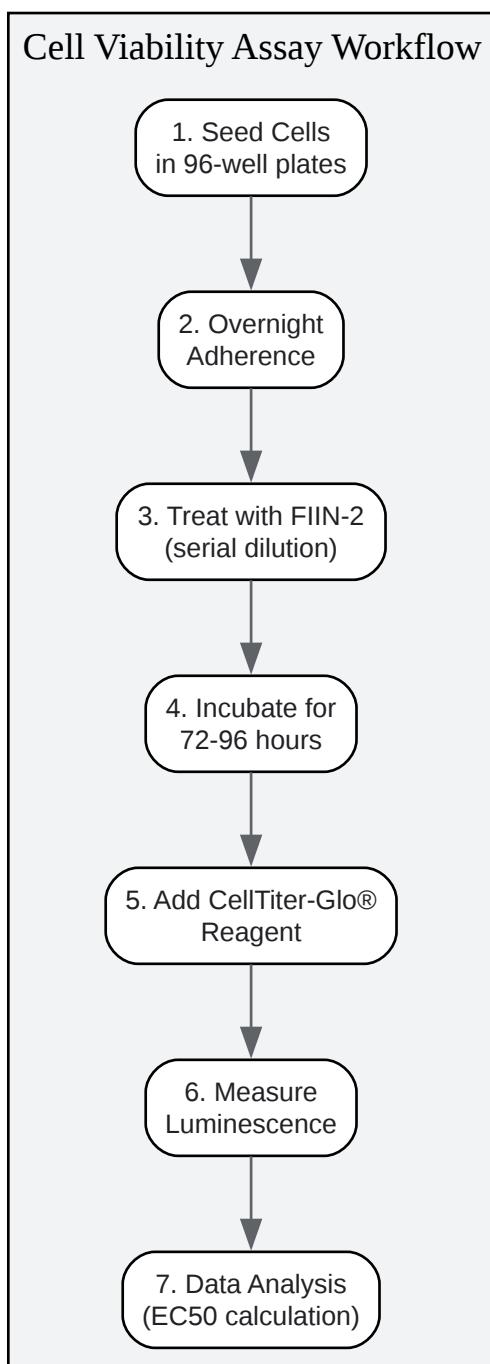 Cell Viability Assay Workflow
1. Seed Cells
in 96-well plates
2. Overnight
Adherence
3. Treat with FIIN-2
(serial dilution)
4. Incubate for
72-96 hours
5. Add CellTiter-Glo®
Reagent
6. Measure
Luminescence
7. Data Analysis
(EC50 calculation)